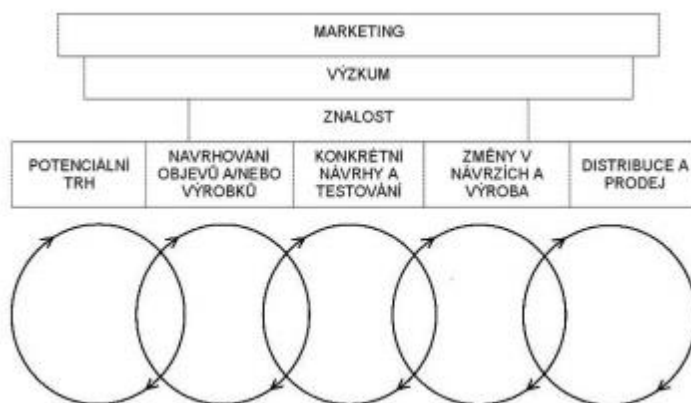 MARKETING
VÝZKUM
ZNALOST
POTENCIÁLNÍ
TRH
NAVRHOVÁNÍ
OBJEVŮ A/NEBO
VÝROBKŮ
KONKRÉTNÍ
NÁVRHY A
TESTOVÁNÍ
ZMĚNY V
NÁVRZÍCH A
VÝROBA
DISTRIBUCE A
PRODEJ